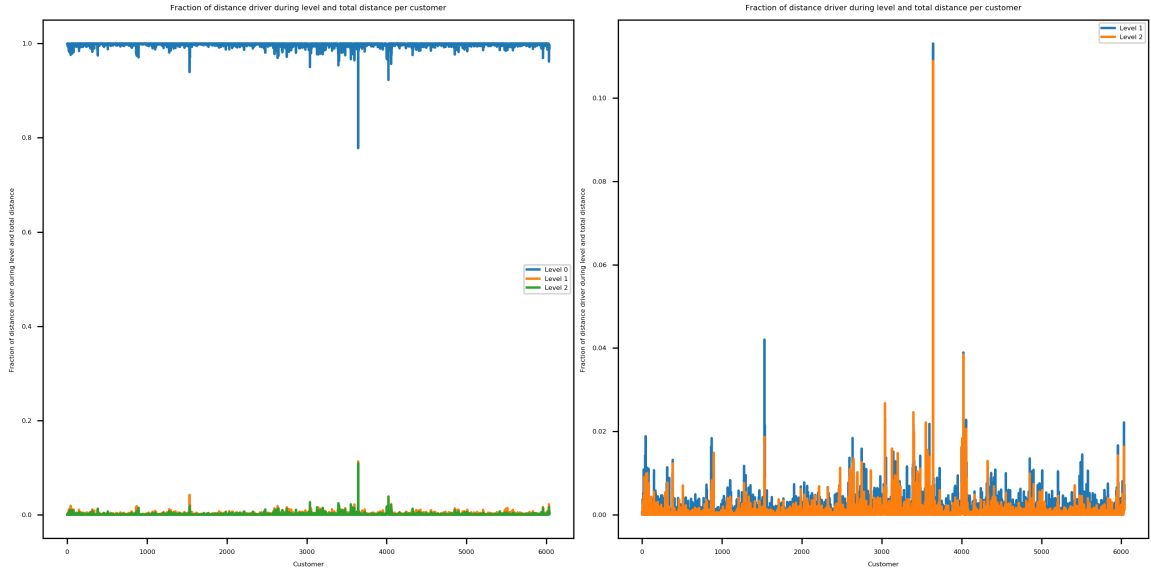 Fraction of distance driver during level and total distance per customer
Fraction of distance driver during level and total distance
1.0
0.8
0.6
0.4
0.2
0.0
Level 0
Level 1
Level 2
0
1000
2000
3000
4000
5000
6000
Customer
Fraction of distance driver during level and total distance per customer
Fraction of distance driver during level and total distance
0.10
0.08
0.06
0.04
0.02
0.00
Level 1
Level 2
0
1000
2000
3000
4000
5000
6000
Customer